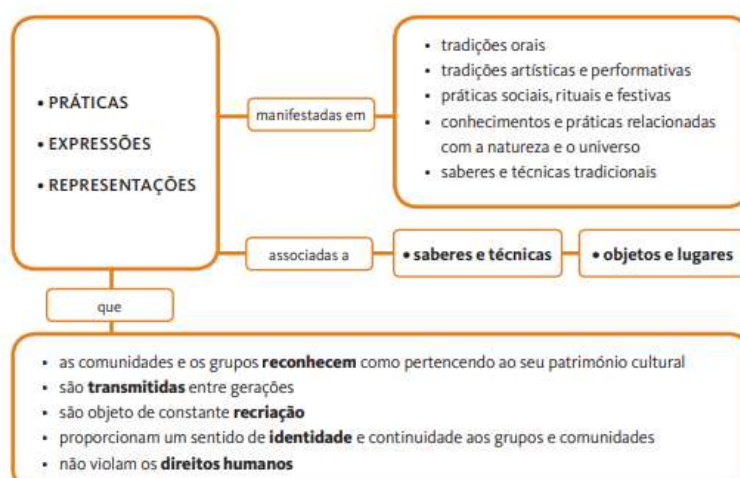 • PRÁTICAS
• EXPRESSÕES
• REPRESENTAÇÕES
manifestadas em
• tradições orais
• tradições artísticas e performativas
• práticas sociais, rituais e festivas
• conhecimentos e práticas relacionadas
com a natureza e o universo
• saberes e técnicas tradicionais
associadas a
• saberes e técnicas
• objetos e lugares
que
• as comunidades e os grupos reconhecem como pertencendo ao seu património cultural
• são transmitidas entre gerações
• são objeto de constante recriação
• proporcionam um sentido de identidade e continuidade aos grupos e comunidades
• não violam os direitos humanos